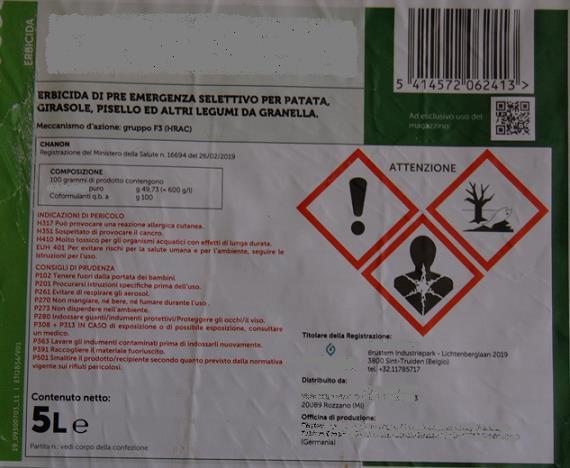 ERBICIDA
ERBICIDA DI PRE EMERGENZA SELETTIVO PER PATATA,
GIRASOLE, PISELLO ED ALTRI LEGUMI DA GRANELLA.
Meccanismo d'azione: gruppo F3 (HRAC)
5 414572 062413 >
Ad esclusivo uso del
magazzino
CHANON
Registrazione del Ministero della Salute n. 16694 del 26/02/2019
COMPOSIZIONE
100 grammi di prodotto contengono
puro g 49,73 (= 600 g/l)
Coformulanti q.b. a g 100
INDICAZIONI DI PERICOLO
H317 Può provocare una reazione allergica cutanea.
H351 Sospettato di provocare il cancro.
H410 Molto tossico per gli organismi acquatici con effetti di lunga durata.
EUH 401 Per evitare rischi per la salute umana e per l'ambiente, seguire le
istruzioni per l'uso.
CONSIGLI DI PRUDENZA
P102 Tenere fuori dalla portata dei bambini.
P201 Procurarsi istruzioni specifiche prima dell'uso.
P261 Evitare di respirare gli aerosol.
P270 Non mangiare, né bere, né fumare durante l'uso.
P273 Non disperdere nell'ambiente.
P280 Indossare guanti/indumenti protettivi/Proteggere gli occhi/il viso.
P308 + P313 IN CASO di esposizione o di possibile esposizione, consultare
un medico.
P363 Lavare gli indumenti contaminati prima di indossarli nuovamente.
P391 Raccogliere il materiale fuoriuscito.
P501 Smaltire il prodotto/recipiente secondo quanto previsto dalla normativa
vigente sui rifiuti pericolosi.
Contenuto netto:
5L e
Partita n.: vedi corpo della confezione
ATTENZIONE
Titolare della Registrazione:
Brustem Industriepark - Lichtenberglaan 2019
3800 Sint-Truiden (Belgio)
tel. +32.11785717
Distribuito da:
3
20089 Rozzano (MI)
Officina di produzione:
(Germania)